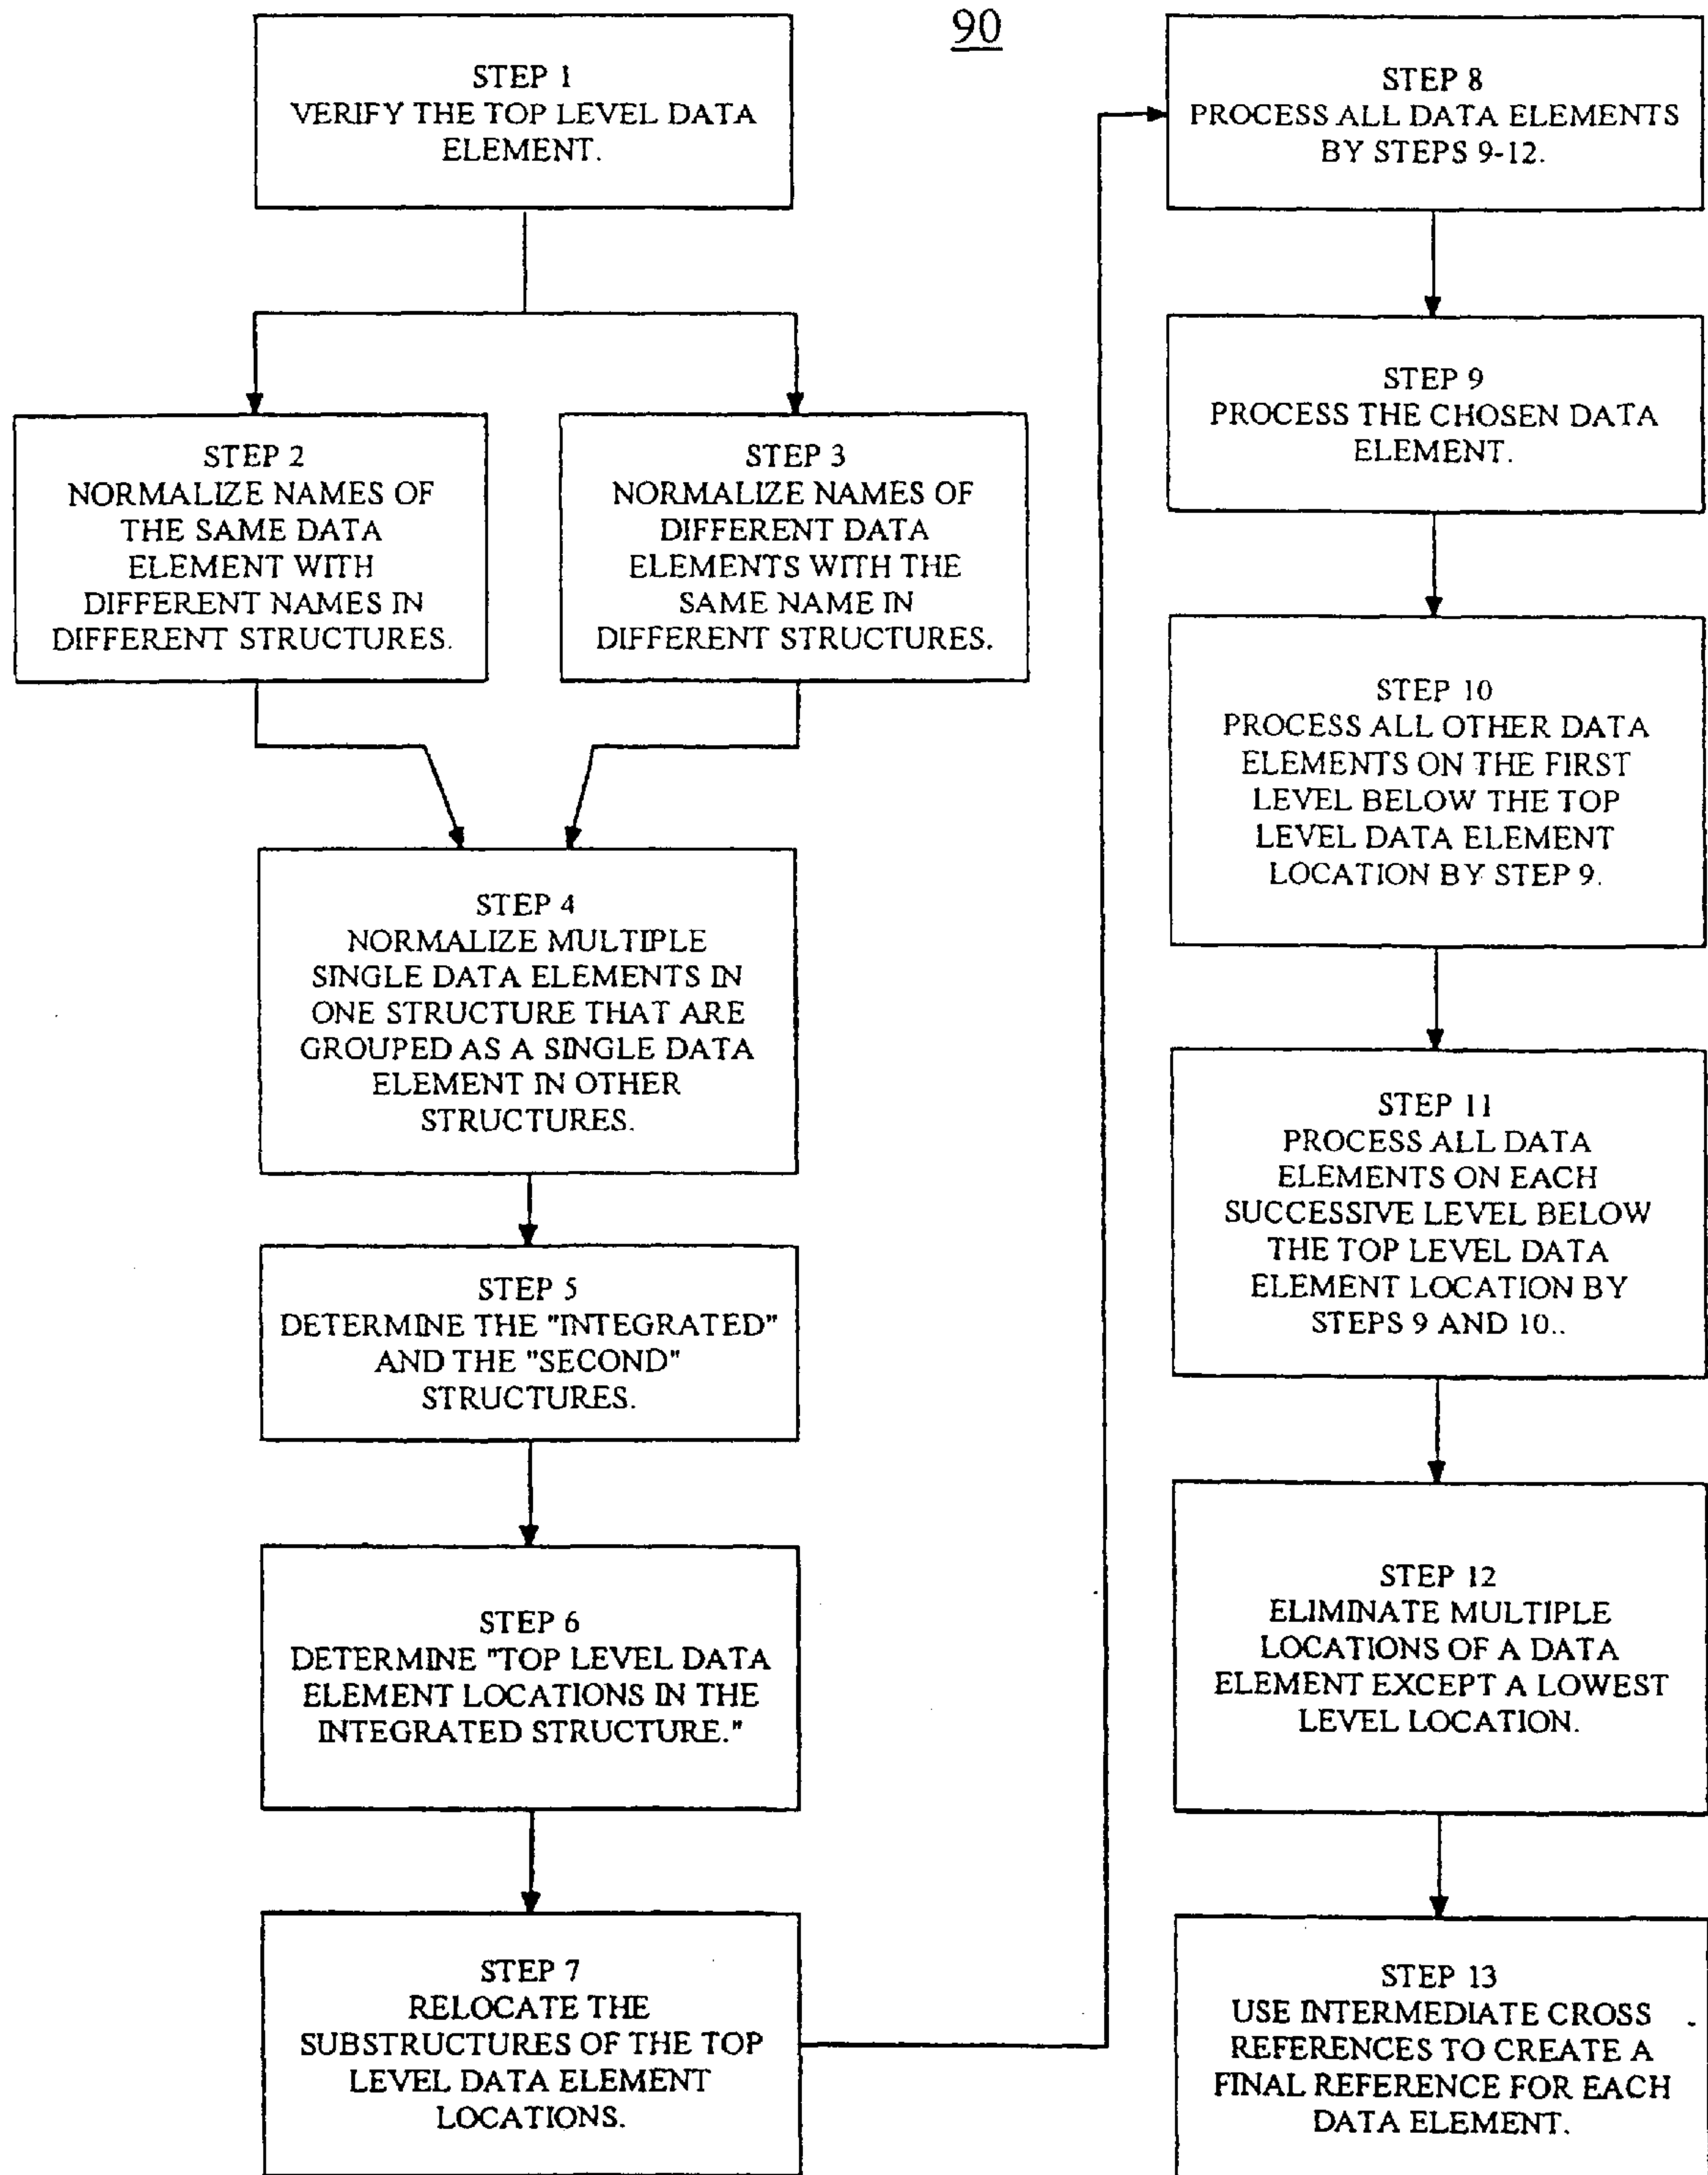 90
STEP 1
VERIFY THE TOP LEVEL DATA
ELEMENT.
STEP 2
NORMALIZE NAMES OF
THE SAME DATA
ELEMENT WITH
DIFFERENT NAMES IN
DIFFERENT STRUCTURES.
STEP 3
NORMALIZE NAMES OF
DIFFERENT DATA
ELEMENTS WITH THE
SAME NAME IN
DIFFERENT STRUCTURES.
STEP 4
NORMALIZE MULTIPLE
SINGLE DATA ELEMENTS IN
ONE STRUCTURE THAT ARE
GROUPED AS A SINGLE DATA
ELEMENT IN OTHER
STRUCTURES.
STEP 5
DETERMINE THE "INTEGRATED"
AND THE "SECOND"
STRUCTURES.
STEP 6
DETERMINE "TOP LEVEL DATA
ELEMENT LOCATIONS IN THE
INTEGRATED STRUCTURE."
STEP 7
RELOCATE THE
SUBSTRUCTURES OF THE TOP
LEVEL DATA ELEMENT
LOCATIONS.
STEP 8
PROCESS ALL DATA ELEMENTS
BY STEPS 9-12.
STEP 9
PROCESS THE CHOSEN DATA
ELEMENT.
STEP 10
PROCESS ALL OTHER DATA
ELEMENTS ON THE FIRST
LEVEL BELOW THE TOP
LEVEL DATA ELEMENT
LOCATION BY STEP 9.
STEP 11
PROCESS ALL DATA
ELEMENTS ON EACH
SUCCESSIVE LEVEL BELOW
THE TOP LEVEL DATA
ELEMENT LOCATION BY
STEPS 9 AND 10..
STEP 12
ELIMINATE MULTIPLE
LOCATIONS OF A DATA
ELEMENT EXCEPT A LOWEST
LEVEL LOCATION.
STEP 13
USE INTERMEDIATE CROSS
REFERENCES TO CREATE A
FINAL REFERENCE FOR EACH
DATA ELEMENT.